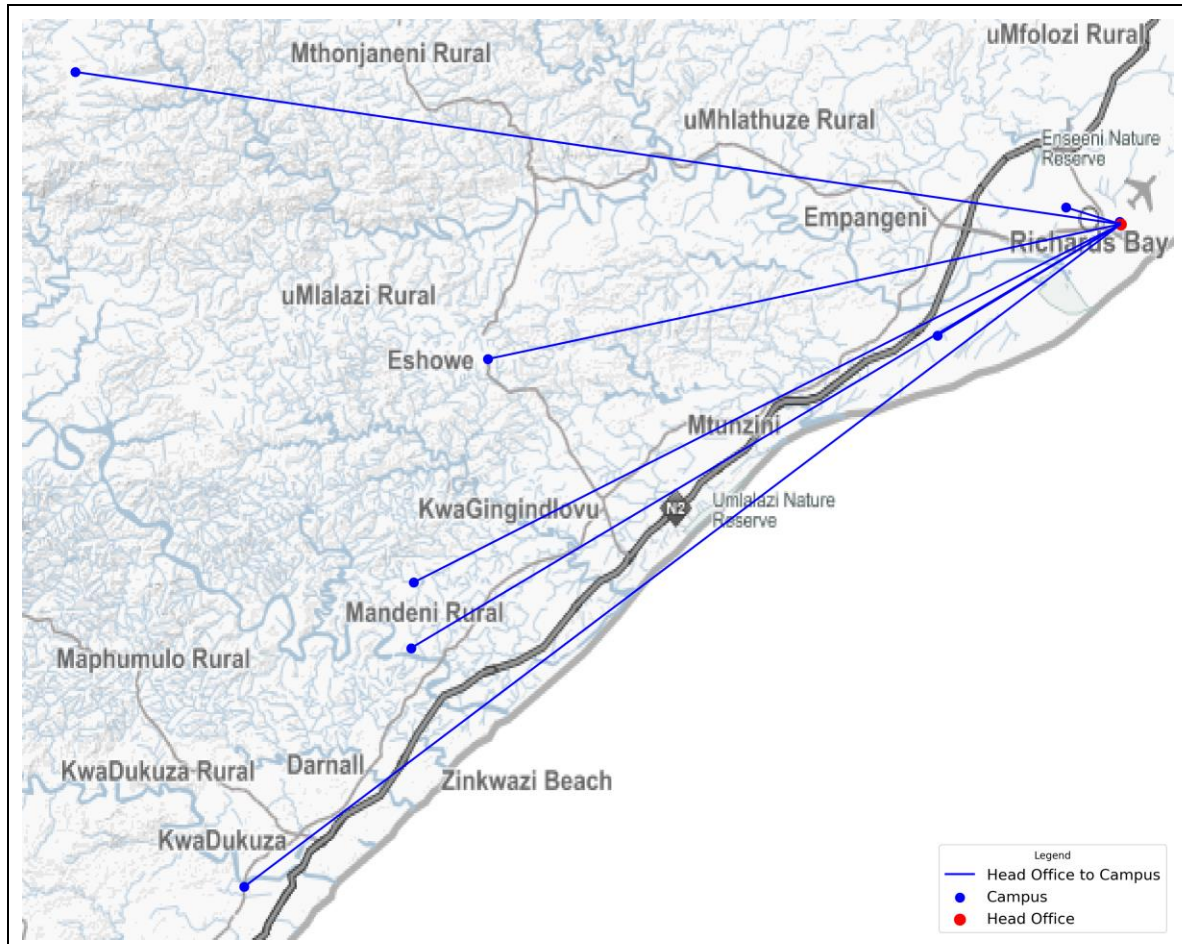 uMfolozi Rural
Mthonjaneni Rural
uMhlathuze Rural
Enseeni Nature
Reserve
Empangeni
Richards Bay
uMlalazi Rural
Eshowe
Mtunzini
KwaGingindlovu
N2
Umlalazi Nature
Reserve
Mandeni Rural
Maphumulo Rural
Darnall
KwaDukuza Rural
Zinkwazi Beach
KwaDukuza
Legend
Head Office to Campus
Campus
Head Office